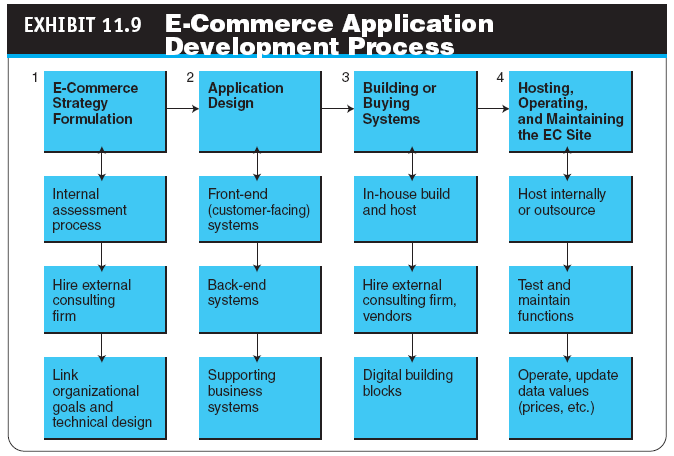 EXHIBIT 11.9
E-Commerce Application
Development Process
1
E-Commerce
Strategy
Formulation
2
Application
Design
3
Building or
Buying
Systems
4
Hosting,
Operating,
and Maintaining
the EC Site
Internal
assessment
process
Front-end
(customer-facing)
systems
In-house build
and host
Host internally
or outsource
Hire external
consulting
firm
Back-end
systems
Hire external
consulting firm,
vendors
Test and
maintain
functions
Link
organizational
goals and
technical design
Supporting
business
systems
Digital building
blocks
Operate, update
data values
(prices, etc.)